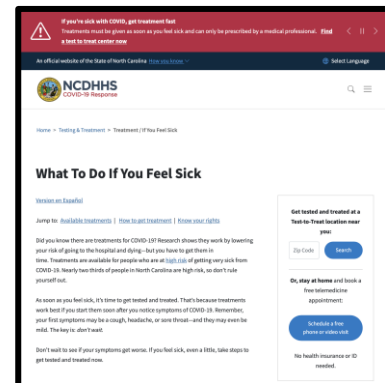 If you're sick with COVID, get treatment fast
Treatments must be given as soon as you feel sick and can only be prescribed by a medical professional. Find
a test to treat center now
An official website of the State of North Carolina How you know
Select Language
NCDHHS
COVID-19 Response
Home > Testing & Treatment > Treatment / If You Feel Sick
What To Do If You Feel Sick
Versión en Español
Jump to: Available treatments | How to get treatment | Know your rights
Did you know there are treatments for COVID-19? Research shows they work by lowering
your risk of going to the hospital and dying—but you have to get them in
time. Treatments are available for people who are at high risk of getting very sick from
COVID-19. Nearly two thirds of people in North Carolina are high risk, so don't rule
yourself out.
As soon as you feel sick, it's time to get tested and treated. That's because treatments
work best if you start them soon after you notice symptoms of COVID-19. Remember,
your first symptoms may be a cough, headache, or sore throat—and they may even be
mild. The key is: don't wait.
Don't wait to see if your symptoms get worse. If you feel sick, even a little, take steps to
get tested and treated now.
Get tested and treated at a
Test-to-Treat location near
you:
Zip Code
Search
Or, stay at home and book a
free telemedicine
appointment:
Schedule a free
phone or video visit
No health insurance or ID
needed.